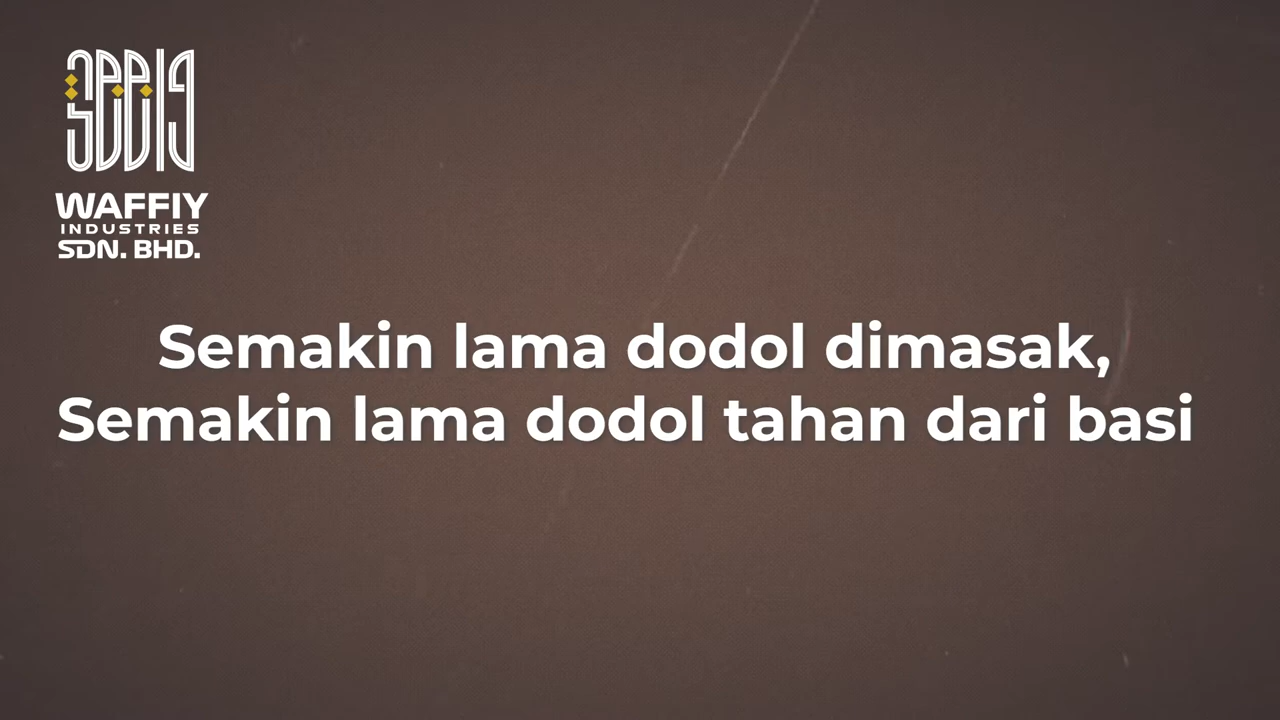 WAFFIY
INDUSTRIES
SDN. BHD.
Semakin lama dodol dimasak,
Semakin lama dodol tahan dari basi